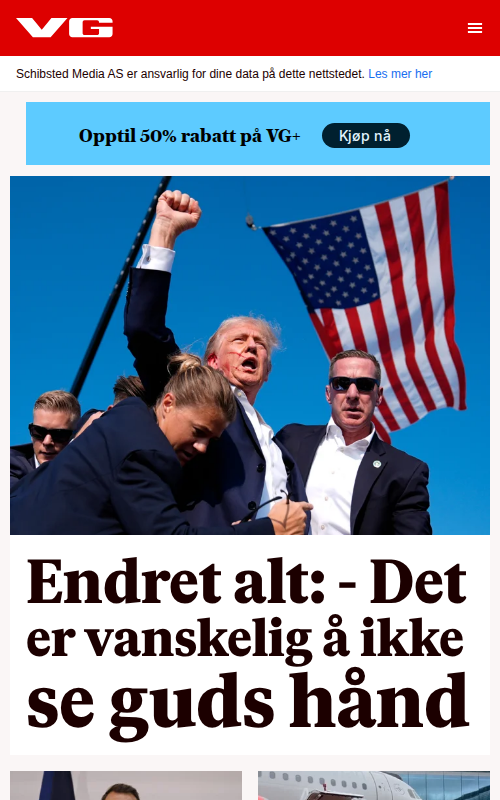 VG
Schibsted Media AS er ansvarlig for dine data på dette nettstedet. Les mer her
Opptil 50% rabatt på VG+ Kjøp nå
Endret alt: - Det
er vanskelig å ikke
se guds hånd